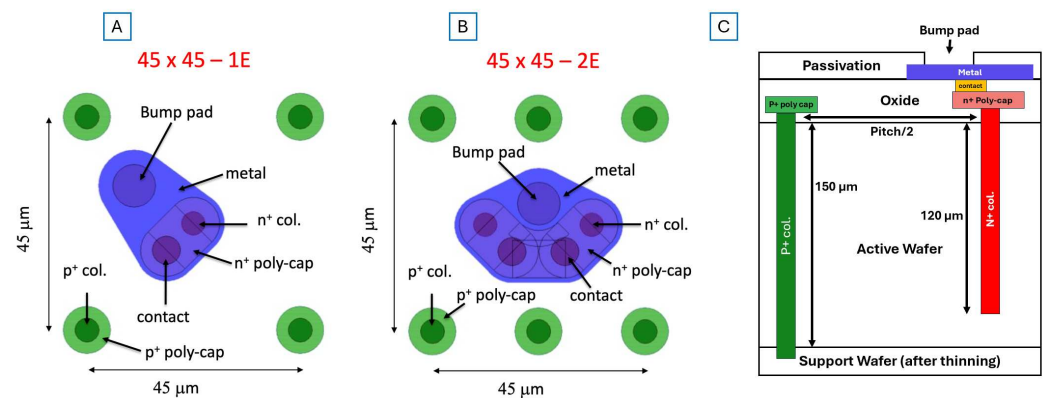 A
45 x 45 – 1E
Bump pad
metal
n⁺ col.
n⁺ poly-cap
45 µm
p⁺ col.
contact
p⁺ poly-cap
45 µm
B
45 x 45 – 2E
Bump pad
metal
n⁺ col.
n⁺ poly-cap
45 µm
p⁺ col.
p⁺ poly-cap
contact
45 µm
C
Bump pad
Passivation
Metal
contact
P+ poly cap
Oxide
n+ Poly-cap
Pitch/2
150 µm
120 µm
P+ col.
N+ col.
Active Wafer
Support Wafer (after thinning)